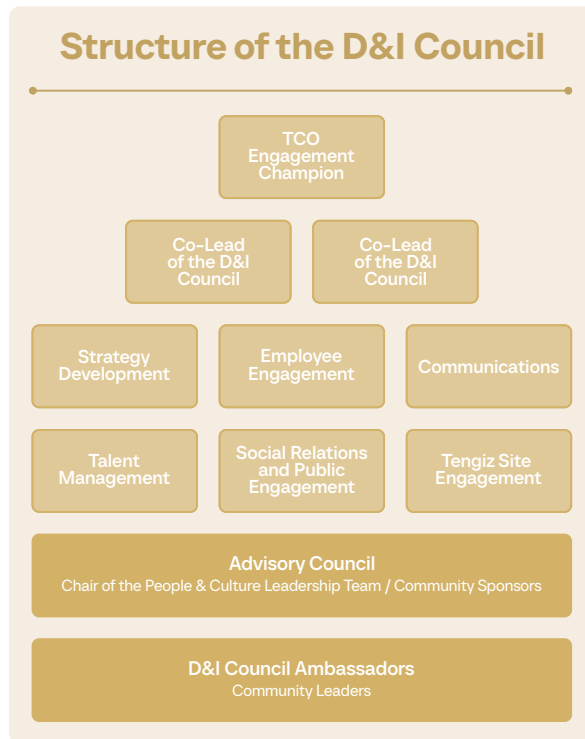 Structure of the D&I Council
TCO
Engagement
Champion
Co-Lead
of the D&I
Council
Co-Lead
of the D&I
Council
Strategy
Development
Employee
Engagement
Communications
Talent
Management
Social Relations
and Public
Engagement
Tengiz Site
Engagement
Advisory Council
Chair of the People & Culture Leadership Team / Community Sponsors
D&I Council Ambassadors
Community Leaders